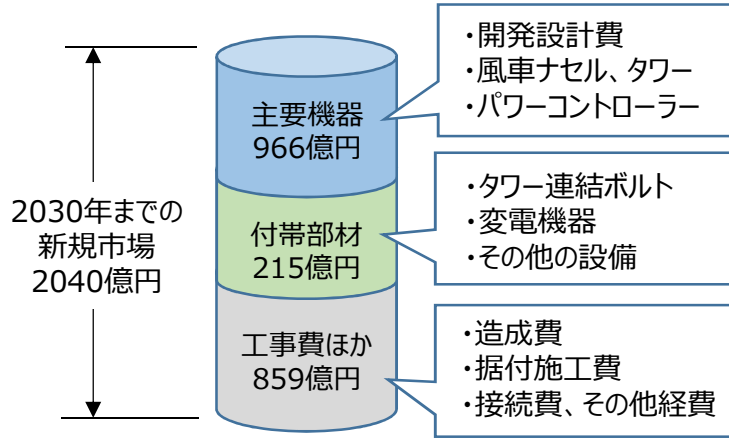 2030年までの
新規市場
2040億円
主要機器
966億円
付帯部材
215億円
工事費ほか
859億円
・開発設計費
・風車ナセル、タワー
・パワーコントローラー
・タワー連結ボルト
・変電機器
・その他の設備
・造成費
・据付施工費
・接続費、その他経費